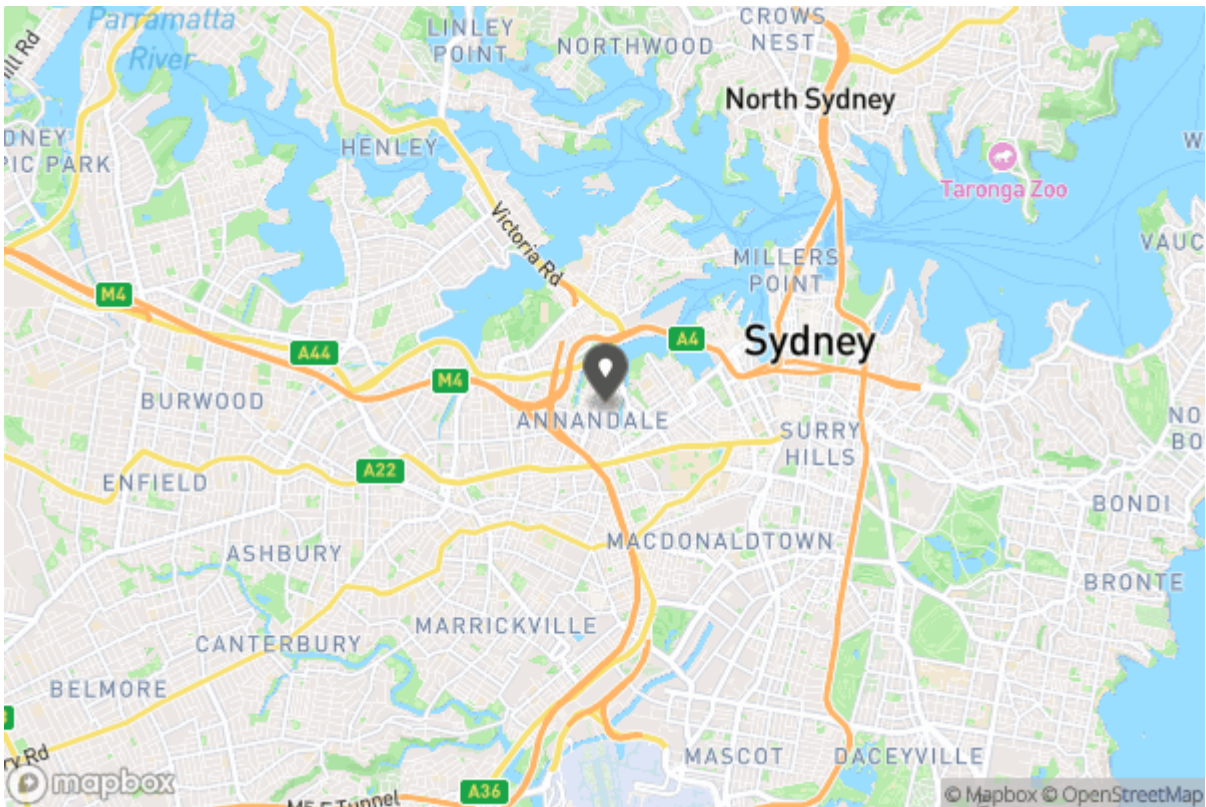 Parramatta
River
LINLEY
POINT
NORTHWOOD
CROWS
NEST
North Sydney
HENLEY
Taronga Zoo
Victoria Rd
MILLERS
POINT
M4
A44
M4
A4
Sydney
BURWOOD
ANNANDALE
SURRY
HILLS
A22
ENFIELD
BONDI
ASHBURY
MACDONALDTOWN
BRONTE
MARRICKVILLE
CANTERBURY
BELMORE
MASCOT
DACEYVILLE
A36
mapbox
© Mapbox © OpenStreetMap